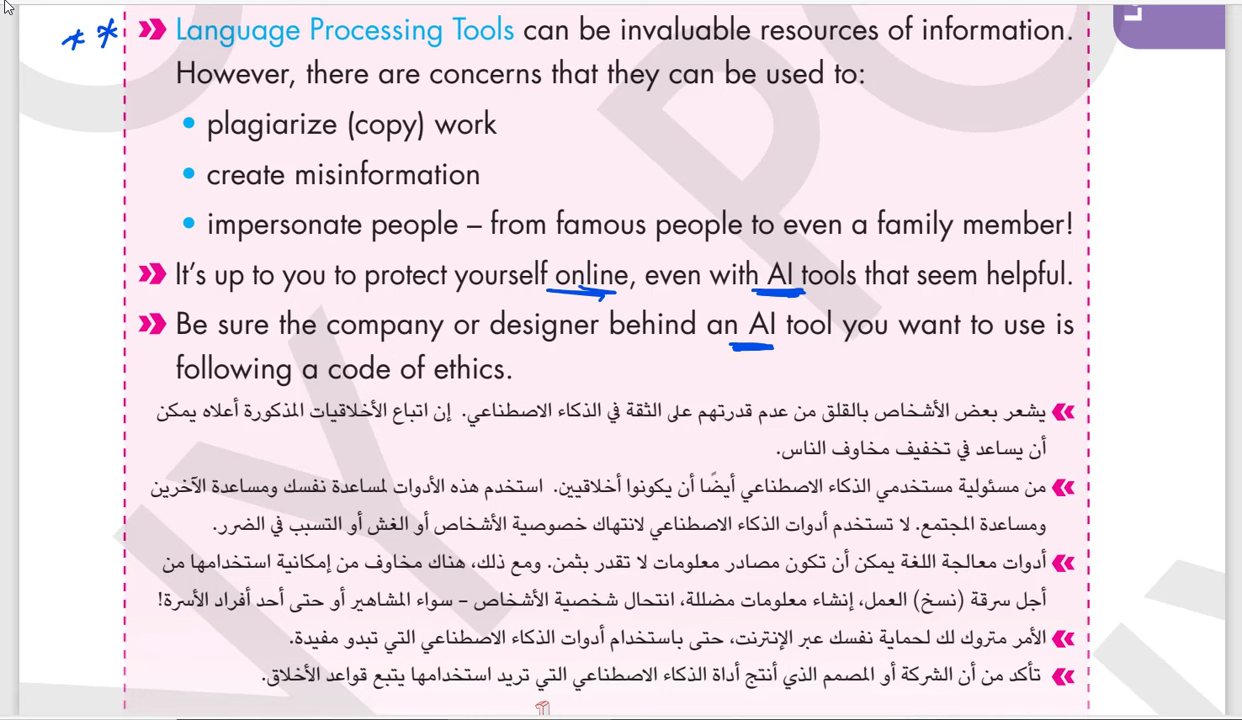 ** » Language Processing Tools can be invaluable resources of information.
However, there are concerns that they can be used to:
• plagiarize (copy) work
• create misinformation
• impersonate people – from famous people to even a family member!
» It's up to you to protect yourself online, even with AI tools that seem helpful.
» Be sure the company or designer behind an AI tool you want to use is
following a code of ethics.
» يشعر بعض الأشخاص بالقلق من عدم قدرتهم على الثقة في الذكاء الاصطناعي. إن اتباع الأخلاقيات المذكورة أعلاه يمكن
أن يساعد في تخفيف مخاوف الناس.
» من مسئولية مستخدمي الذكاء الاصطناعي أيضًا أن يكونوا أخلاقيين. استخدم هذه الأدوات لمساعدة نفسك ومساعدة الآخرين
ومساعدة المجتمع. لا تستخدم أدوات الذكاء الاصطناعي لانتهاك خصوصية الأشخاص أو الغش أو التسبب في الضرر.
» أدوات معالجة اللغة يمكن أن تكون مصادر معلومات لا تقدر بثمن. ومع ذلك، هناك مخاوف من إمكانية استخدامها من
أجل سرقة (نسخ) العمل، إنشاء معلومات مضللة، انتحال شخصية الأشخاص – سواء المشاهير أو حتى أحد أفراد الأسرة!
» الأمر متروك لك لحماية نفسك عبر الإنترنت، حتى باستخدام أدوات الذكاء الاصطناعي التي تبدو مفيدة.
» تأكد من أن الشركة أو المصمم الذي أنتج أداة الذكاء الاصطناعي التي تريد استخدامها يتبع قواعد الأخلاق.